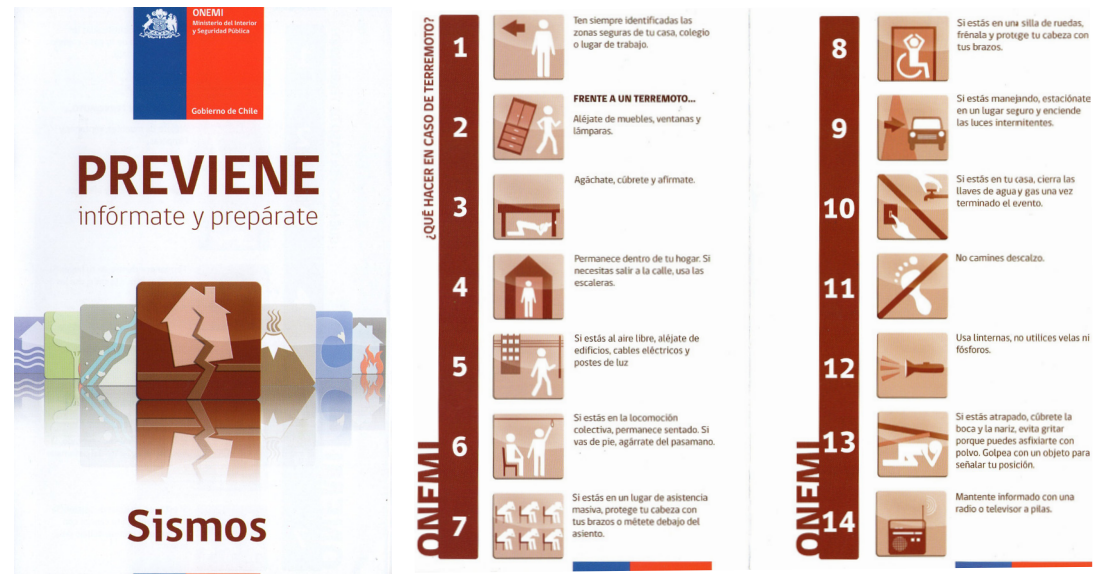 ONEMI
Ministerio del Interior
y Seguridad Pública
Gobierno de Chile
PREVIENE
infórmate y prepárate
Sismos
¿QUÉ HACER EN CASO DE TERREMOTO?
ONEMI
1
Ten siempre identificadas las
zonas seguras de tu casa, colegio
o lugar de trabajo.
2
FRENTE A UN TERREMOTO...
Aléjate de muebles, ventanas y
lámparas.
3
Agáchate, cúbrete y afírmate.
4
Permanece dentro de tu hogar. Si
necesitas salir a la calle, usa las
escaleras.
5
Si estás al aire libre, aléjate de
edificios, cables eléctricos y
postes de luz
6
Si estás en la locomoción
colectiva, permanece sentado. Si
vas de pie, agárrate del pasamano.
7
Si estás en un lugar de asistencia
masiva, protege tu cabeza con
tus brazos o métete debajo del
asiento.
ONEMI
8
Si estás en una silla de ruedas,
frénala y protege tu cabeza con
tus brazos.
9
Si estás manejando, estaciónate
en un lugar seguro y enciende
las luces intermitentes.
10
Si estás en tu casa, cierra las
llaves de agua y gas una vez
terminado el evento.
11
No camines descalzo.
12
Usa linternas, no utilices velas ni
fósforos.
13
Si estás atrapado, cúbrete la
boca y la nariz, evita gritar
porque puedes asfixiarte con
polvo. Golpea con un objeto para
señalar tu posición.
14
Mantente informado con una
radio o televisor a pilas.